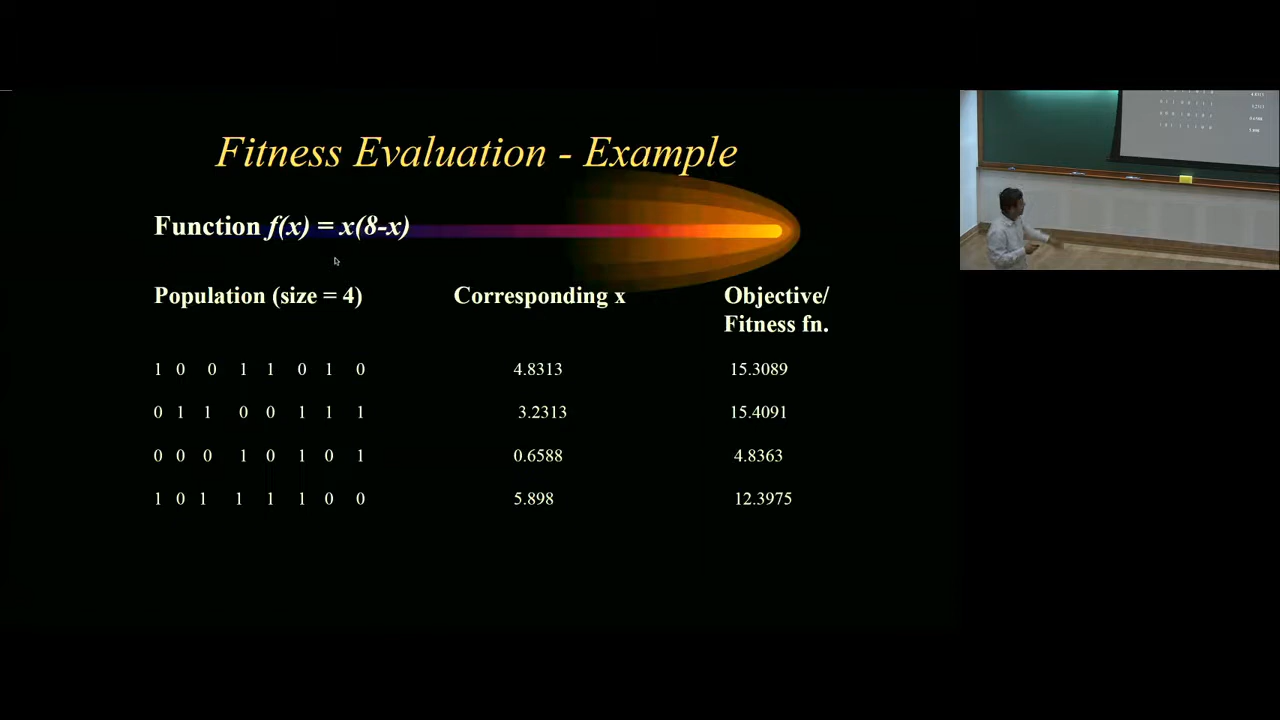 Fitness Evaluation - Example
Function f(x) = x(8-x)
Population (size = 4) Corresponding x Objective/
Fitness fn.
1 0 0 1 1 0 1 0 4.8313 15.3089
0 1 1 0 0 1 1 1 3.2313 15.4091
0 0 0 1 0 1 0 1 0.6588 4.8363
1 0 1 1 1 1 0 0 5.898 12.3975